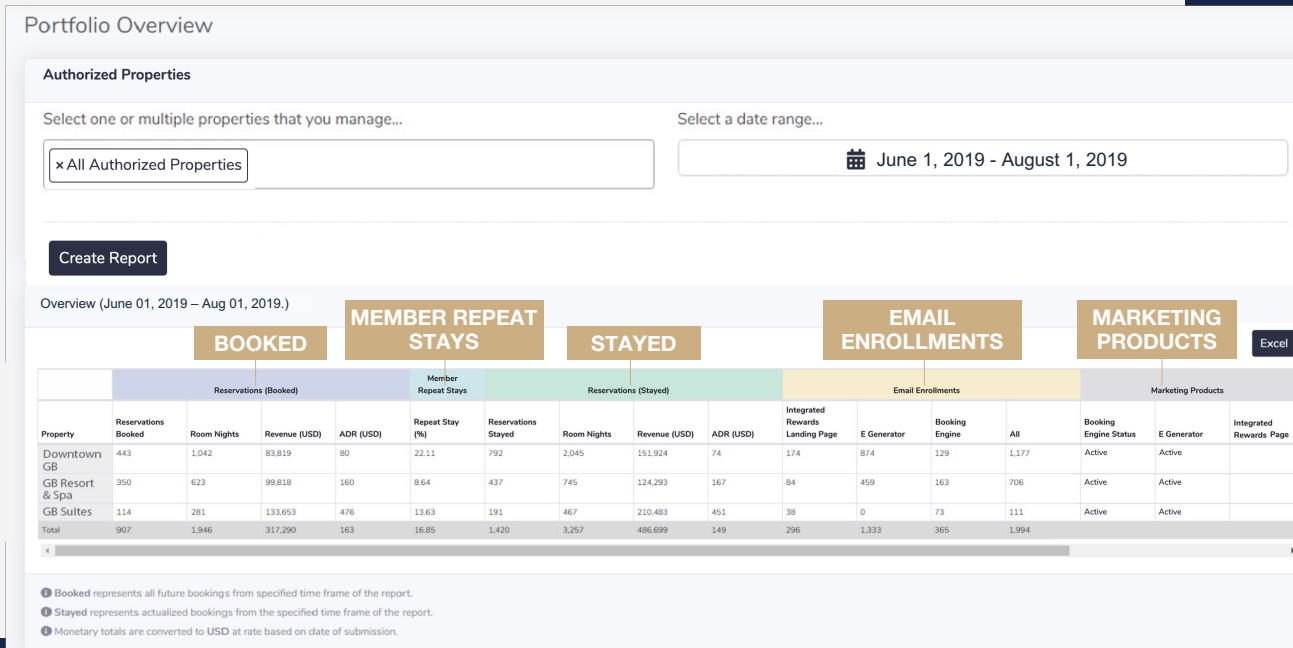 Portfolio Overview
Authorized Properties
Select one or multiple properties that you manage...
Select a date range...
× All Authorized Properties
June 1, 2019 - August 1, 2019
Create Report
Overview (June 01, 2019 – Aug 01, 2019.)
BOOKED
MEMBER REPEAT
STAYS
STAYED
EMAIL
ENROLLMENTS
MARKETING
PRODUCTS
Excel
Reservations (Booked)
Member
Repeat Stays
Reservations (Stayed)
Email Enrollments
Marketing Products
Property
Reservations
Booked
Room Nights
Revenue (USD)
ADR (USD)
Repeat Stay
(%)
Reservations
Stayed
Room Nights
Revenue (USD)
ADR (USD)
Integrated
Rewards
Landing Page
E Generator
Booking
Engine
All
Booking
Engine Status
E Generator
Integrated
Rewards Page
Downtown
GB
443 1,042 83,819 80 22.11 792 2,045 151,924 74 174 874 129 1,177 Active Active
GB Resort
& Spa
350 623 99,818 160 8.64 437 745 124,293 167 84 459 163 706 Active Active
GB Suites 114 281 133,653 476 13.63 191 467 210,483 451 38 0 73 111 Active Active
Total 907 1,946 317,290 163 16.85 1,420 3,257 486,699 149 296 1,333 365 1,994
Booked represents all future bookings from specified time frame of the report.
Stayed represents actualized bookings from the specified time frame of the report.
Monetary totals are converted to USD at rate based on date of submission.